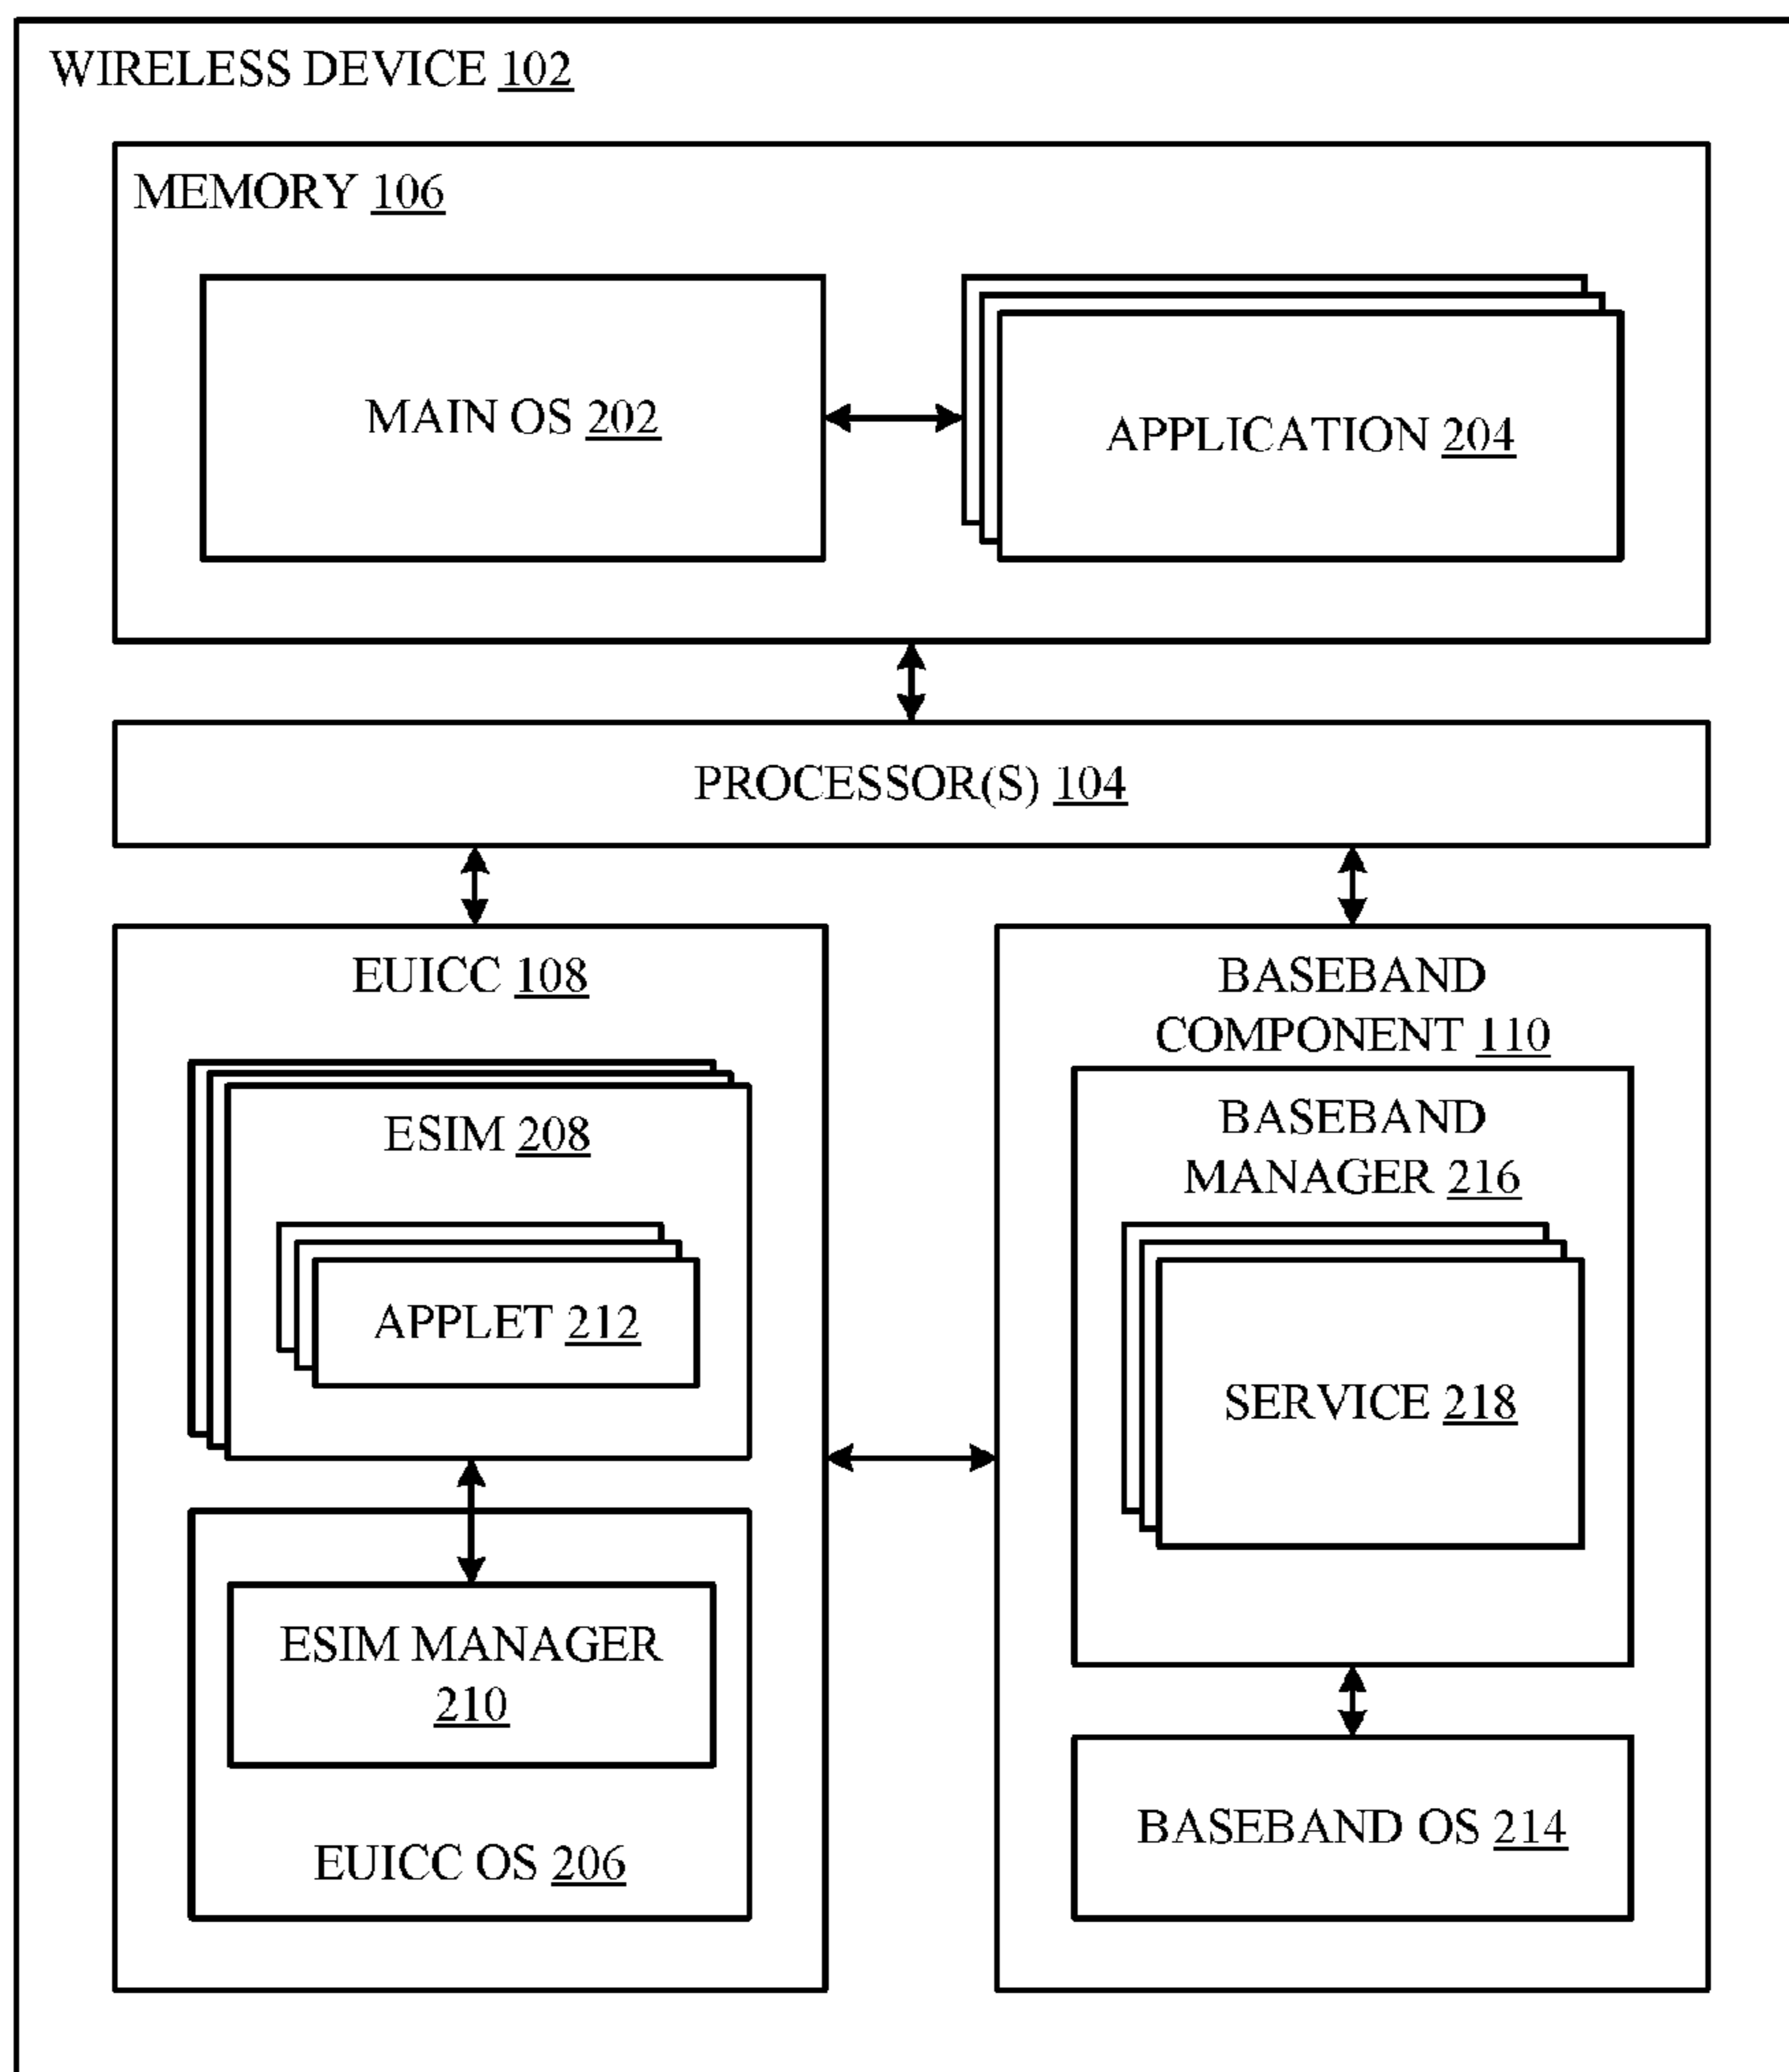 WIRELESS DEVICE 102
MEMORY 106
MAIN OS 202
APPLICATION 204
PROCESSOR(S) 104
EUICC 108
ESIM 208
APPLET 212
ESIM MANAGER
210
EUICC OS 206
BASEBAND
COMPONENT 110
BASEBAND
MANAGER 216
SERVICE 218
BASEBAND OS 214